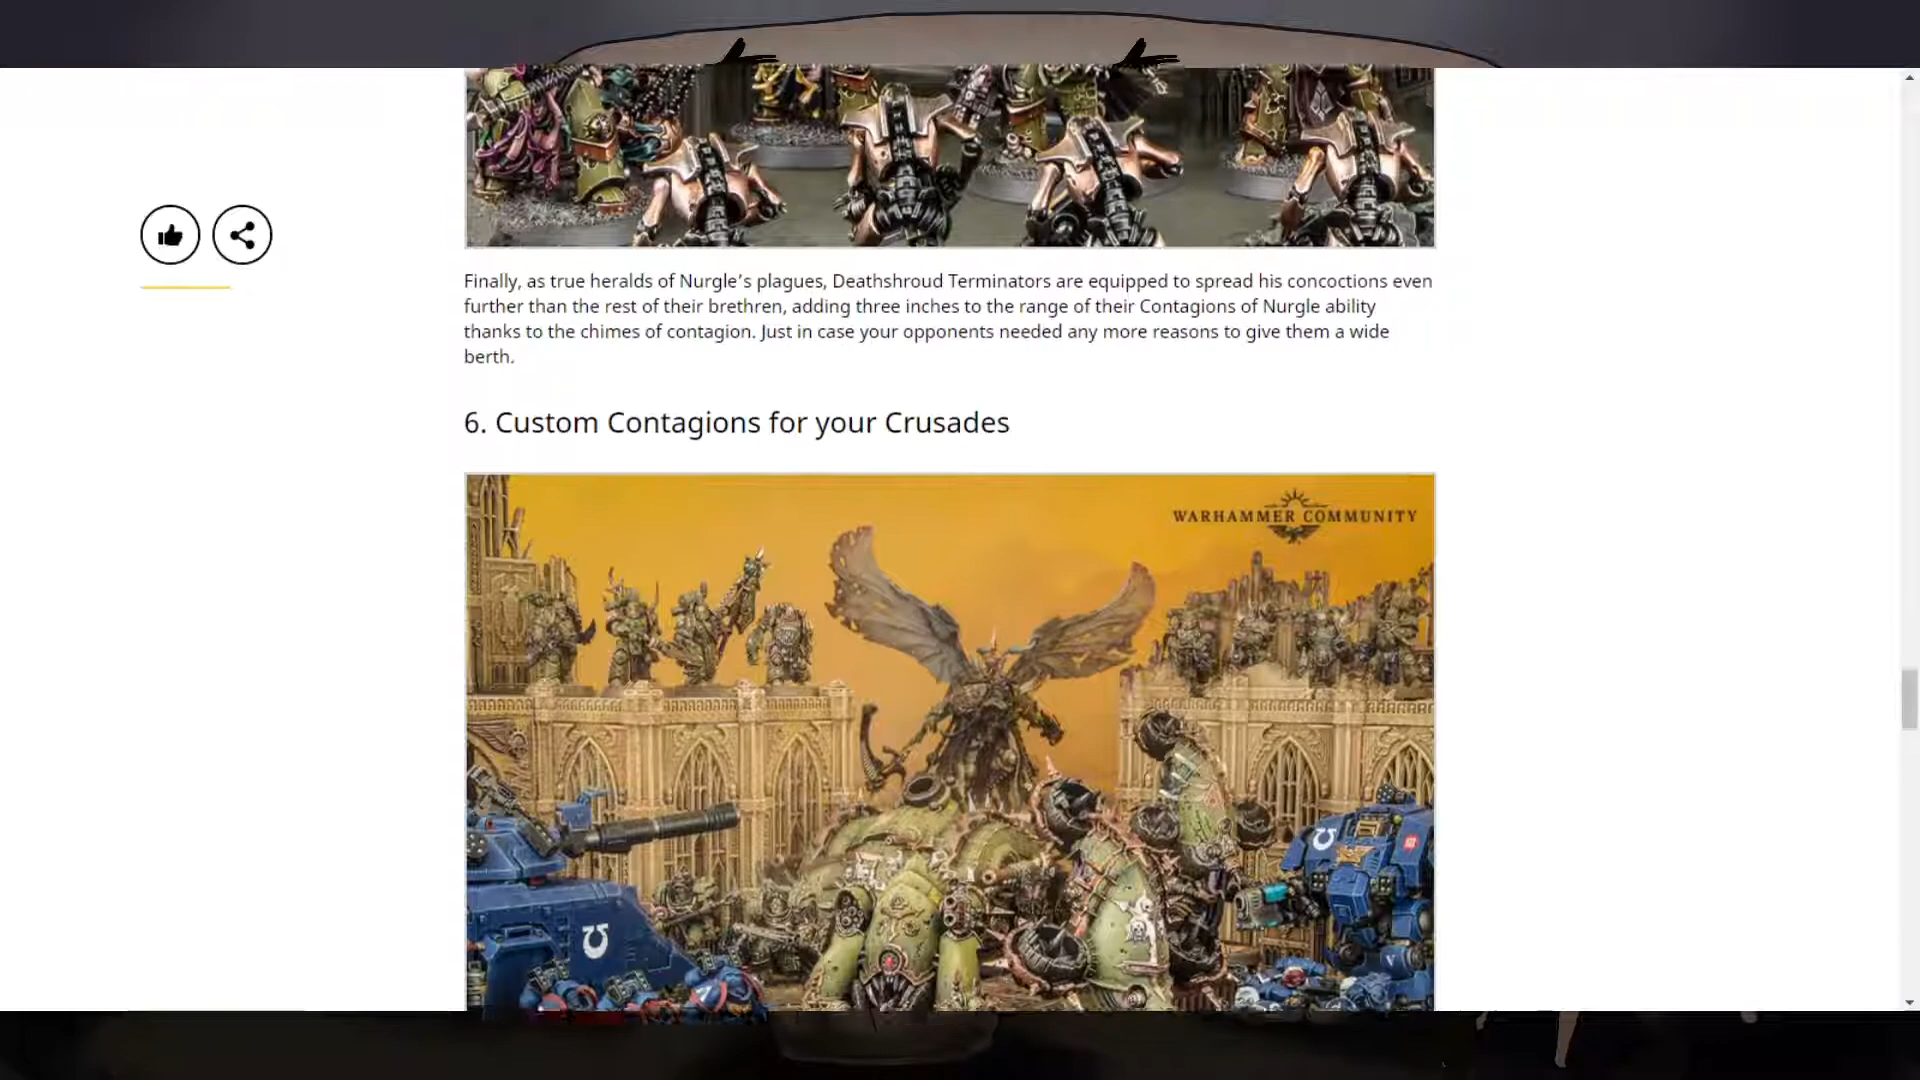 Finally, as true heralds of Nurgle’s plagues, Deathshroud Terminators are equipped to spread his concoctions even
further than the rest of their brethren, adding three inches to the range of their Contagions of Nurgle ability
thanks to the chimes of contagion. Just in case your opponents needed any more reasons to give them a wide
berth.
6. Custom Contagions for your Crusades
WARHAMMER COMMUNITY